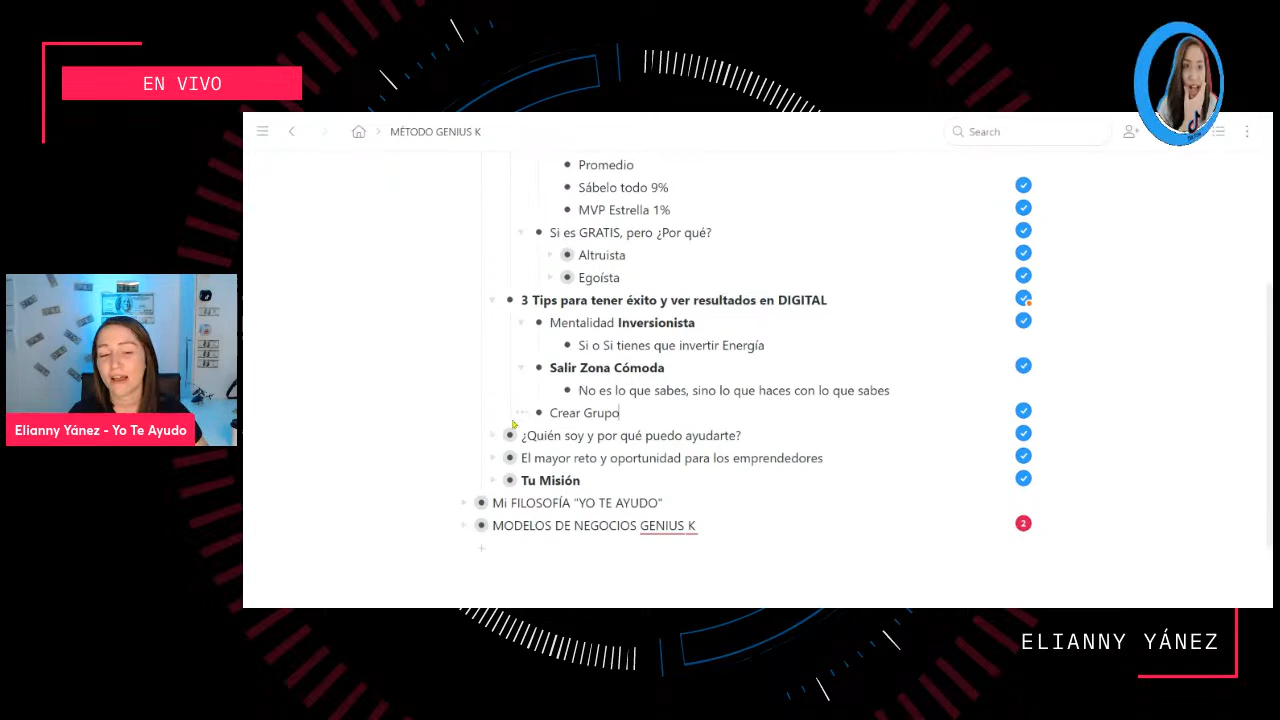 EN VIVO
MÉTODO GENIUS K
Search
Promedio
Sábelo todo 9%
MVP Estrella 1%
Si es GRATIS, pero ¿Por qué?
Altruista
Egoísta
3 Tips para tener éxito y ver resultados en DIGITAL
Mentalidad Inversionista
Si o Si tienes que invertir Energía
Salir Zona Cómoda
No es lo que sabes, sino lo que haces con lo que sabes
Crear Grupo
¿Quién soy y por qué puedo ayudarte?
El mayor reto y oportunidad para los emprendedores
Tu Misión
Mi FILOSOFÍA "YO TE AYUDO"
MODELOS DE NEGOCIOS GENIUS K
2
Elianny Yánez - Yo Te Ayudo
ELIANNY YÁNEZ